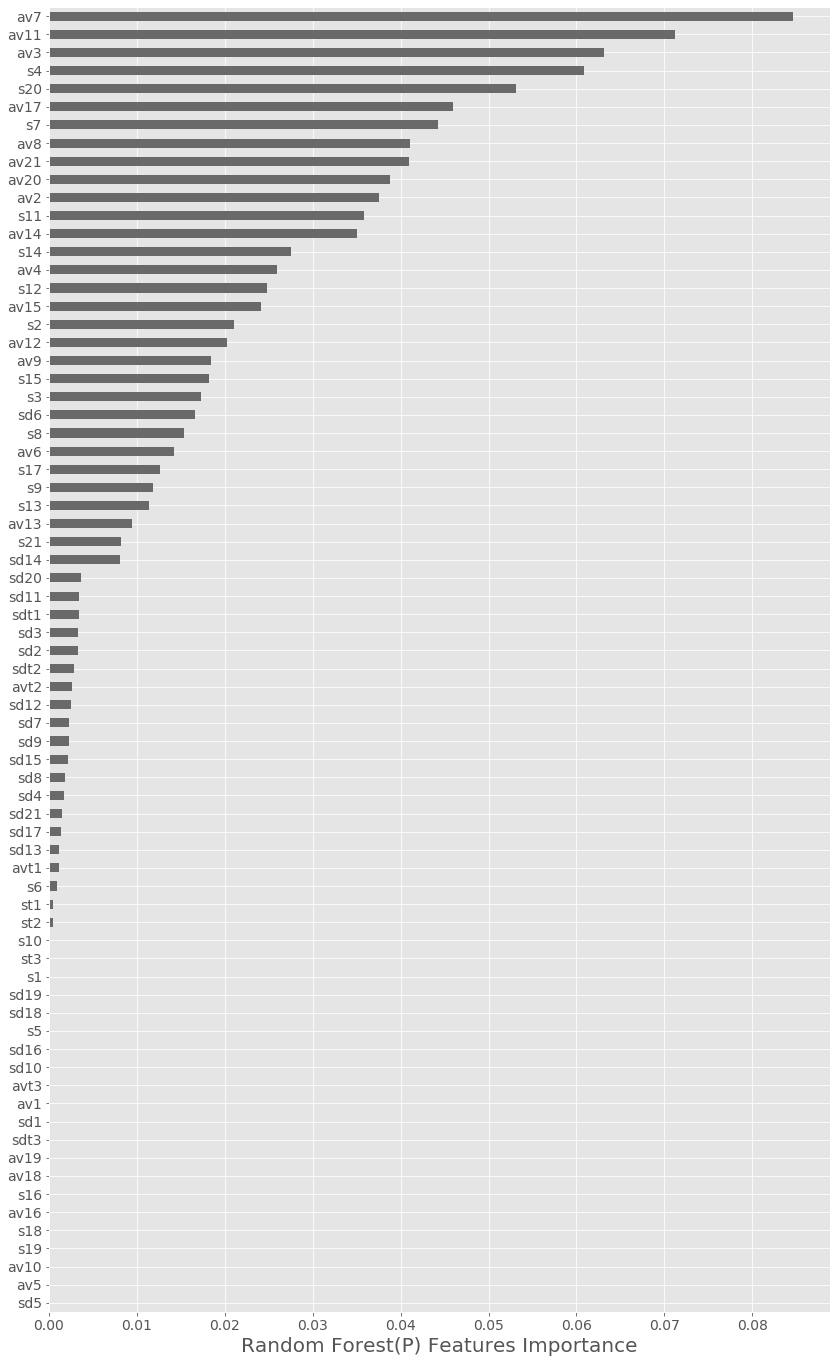 av7
av11
av3
s4
s20
av17
s7
av8
av21
av20
av2
s11
av14
s14
av4
s12
av15
s2
av12
av9
s15
s3
sd6
s8
av6
s17
s9
s13
av13
s21
sd14
sd20
sd11
sdt1
sd3
sd2
sdt2
avt2
sd12
sd7
sd9
sd15
sd8
sd4
sd21
sd17
sd13
avt1
s6
st1
st2
s10
st3
s1
sd19
sd18
s5
sd16
sd10
avt3
av1
sd1
sdt3
av19
av18
s16
av16
s18
s19
av10
av5
sd5
0.00 0.01 0.02 0.03 0.04 0.05 0.06 0.07 0.08
Random Forest(P) Features Importance